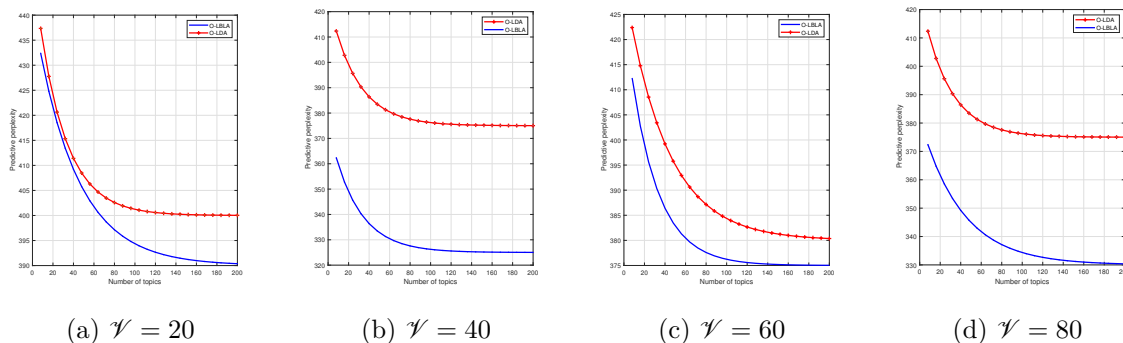 440
435
430
425
420
415
410
405
400
395
390
Predictive perplexity
O-LBLA
O-LDA
0 20 40 60 80 100 120 140 160 180 200
Number of topics
(a) 𝒱 = 20
420
400
380
360
340
320
Predictive perplexity
O-LDA
O-LBLA
0 20 40 60 80 100 120 140 160 180 200
Number of topics
(b) 𝒱 = 40
425
420
415
410
405
400
395
390
385
380
375
Predictive perplexity
O-LBLA
O-LDA
0 20 40 60 80 100 120 140 160 180 200
Number of topics
(c) 𝒱 = 60
420
410
400
390
380
370
360
350
340
330
Predictive perplexity
O-LDA
O-LBLA
0 20 40 60 80 100 120 140 160 180 200
Number of topics
(d) 𝒱 = 80